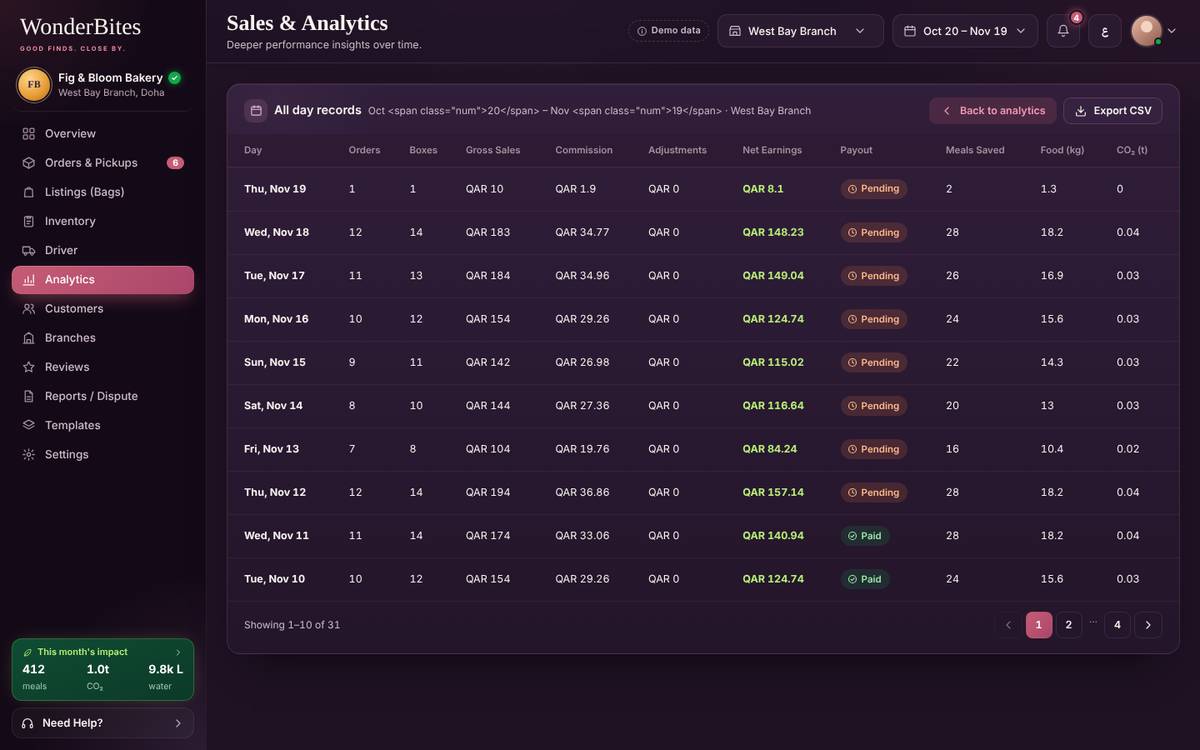 WonderBites
GOOD FINDS. CLOSE BY.
FB
Fig & Bloom Bakery
West Bay Branch, Doha
Overview
Orders & Pickups 6
Listings (Bags)
Inventory
Driver
Analytics
Customers
Branches
Reviews
Reports / Dispute
Templates
Settings
This month's impact
412 1.0t 9.8k L
meals CO₂ water
Need Help?
Sales & Analytics
Deeper performance insights over time.
Demo data
West Bay Branch
Oct 20 – Nov 19
4
ع
All day records Oct <span class="num">20</span> – Nov <span class="num">19</span> · West Bay Branch
Back to analytics
Export CSV
Day Orders Boxes Gross Sales Commission Adjustments Net Earnings Payout Meals Saved Food (kg) CO₂ (t)
Thu, Nov 19 1 1 QAR 10 QAR 1.9 QAR 0 QAR 8.1 Pending 2 1.3 0
Wed, Nov 18 12 14 QAR 183 QAR 34.77 QAR 0 QAR 148.23 Pending 28 18.2 0.04
Tue, Nov 17 11 13 QAR 184 QAR 34.96 QAR 0 QAR 149.04 Pending 26 16.9 0.03
Mon, Nov 16 10 12 QAR 154 QAR 29.26 QAR 0 QAR 124.74 Pending 24 15.6 0.03
Sun, Nov 15 9 11 QAR 142 QAR 26.98 QAR 0 QAR 115.02 Pending 22 14.3 0.03
Sat, Nov 14 8 10 QAR 144 QAR 27.36 QAR 0 QAR 116.64 Pending 20 13 0.03
Fri, Nov 13 7 8 QAR 104 QAR 19.76 QAR 0 QAR 84.24 Pending 16 10.4 0.02
Thu, Nov 12 12 14 QAR 194 QAR 36.86 QAR 0 QAR 157.14 Pending 28 18.2 0.04
Wed, Nov 11 11 14 QAR 174 QAR 33.06 QAR 0 QAR 140.94 Paid 28 18.2 0.04
Tue, Nov 10 10 12 QAR 154 QAR 29.26 QAR 0 QAR 124.74 Paid 24 15.6 0.03
Showing 1–10 of 31
1 2 … 4